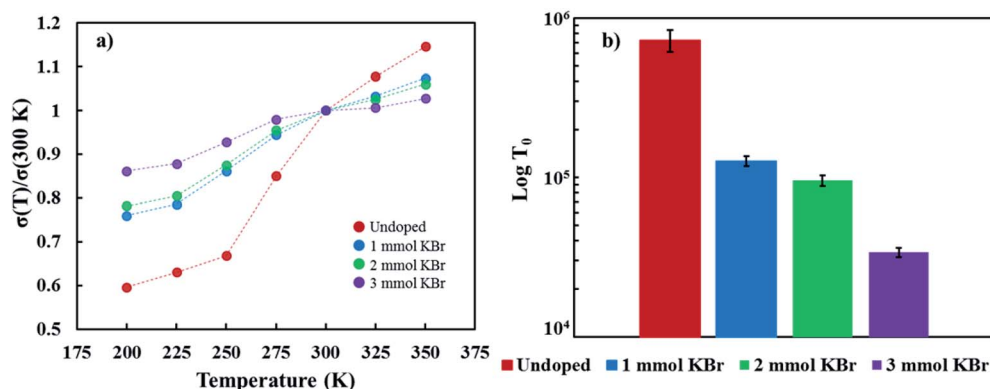 a)
σ(T)/σ(300 K)
1.2
1.1
1
0.9
0.8
0.7
0.6
0.5
Undoped
1 mmol KBr
2 mmol KBr
3 mmol KBr
175 200 225 250 275 300 325 350 375
Temperature (K)
b)
Log T₀
10⁶
10⁵
10⁴
Undoped 1 mmol KBr 2 mmol KBr 3 mmol KBr